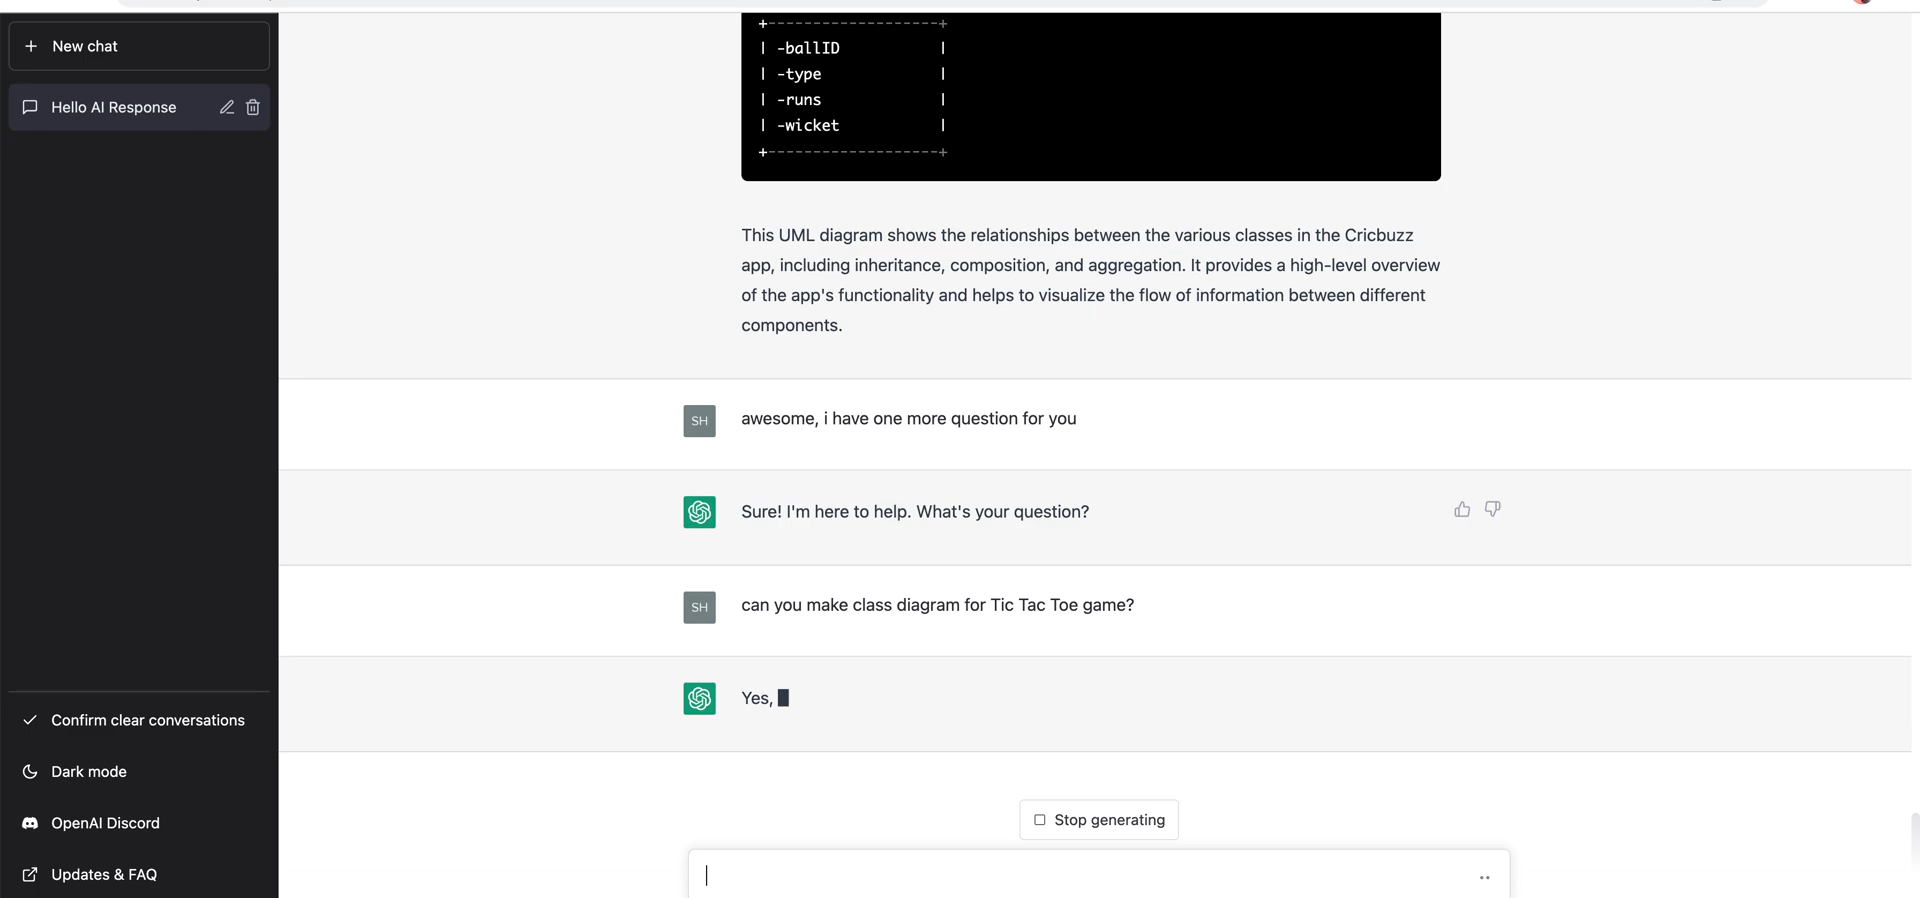 New chat
Hello AI Response
+-------------------+
| -ballID           |
| -type             |
| -runs             |
| -wicket           |
+-------------------+
This UML diagram shows the relationships between the various classes in the Cricbuzz
app, including inheritance, composition, and aggregation. It provides a high-level overview
of the app's functionality and helps to visualize the flow of information between different
components.
SH
awesome, i have one more question for you
Sure! I'm here to help. What's your question?
SH
can you make class diagram for Tic Tac Toe game?
Yes,
Stop generating
Confirm clear conversations
Dark mode
OpenAI Discord
Updates & FAQ